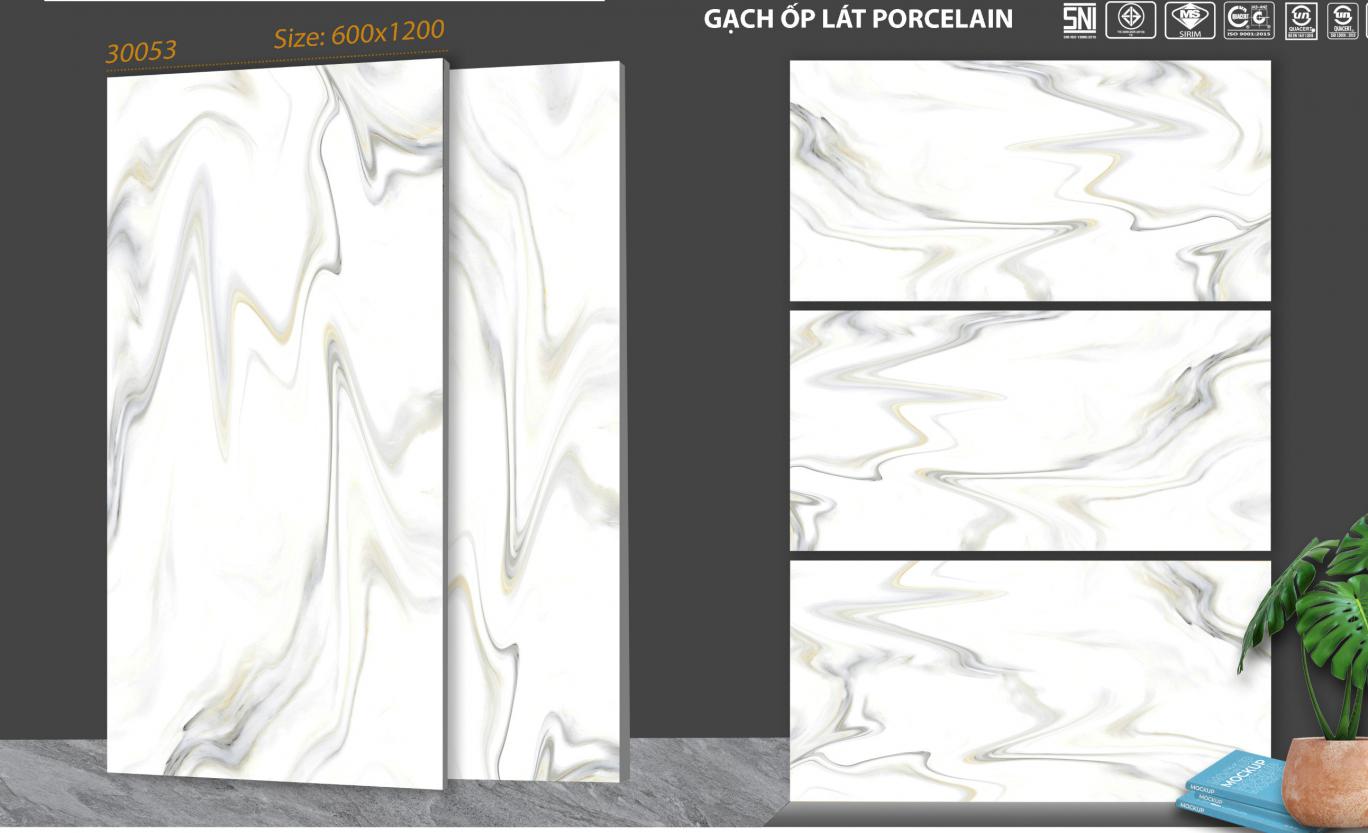 30053
Size: 600x1200
GẠCH ỐP LÁT PORCELAIN
SNI
MS
SIRIM
QUACERT
ISO 9001:2015
QUACERT
QUACERT
MOCKUP
MOCKUP
MOCKUP
MOCKUP